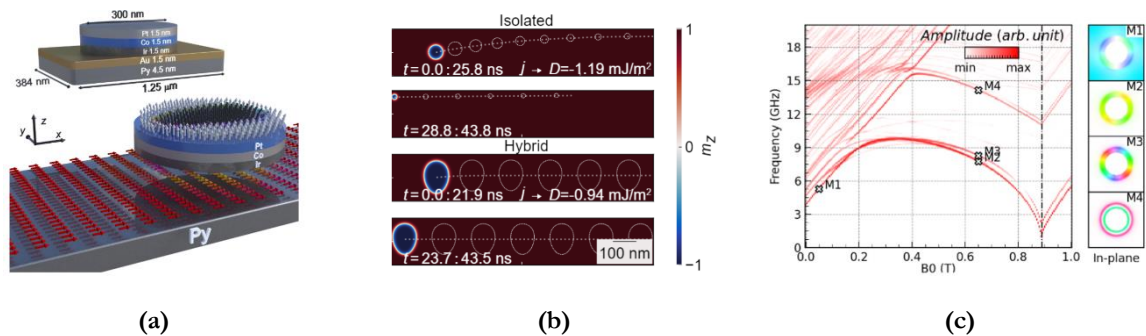 300 nm
Pt 1.5 nm
Co 1.5 nm
Ir 1.5 nm
Au 1.5 nm
Py 4.5 nm
384 nm
1.25 μm
z
y
x
Pt
Co
Ir
Py
(a)
Isolated
t=0.0:25.8 ns j → D=-1.19 mJ/m²
t=28.8:43.8 ns
Hybrid
t=0.0:21.9 ns j → D=-0.94 mJ/m²
t=23.7:43.5 ns
100 nm
1
0
−1
m_z
(b)
Amplitude (arb. unit)
min max
M4
M3
M2
M1
Frequency (GHz)
18
15
12
9
6
3
0
0.0 0.2 0.4 0.6 0.8 1.0
B0 (T)
M1
M2
M3
M4
In-plane
(c)